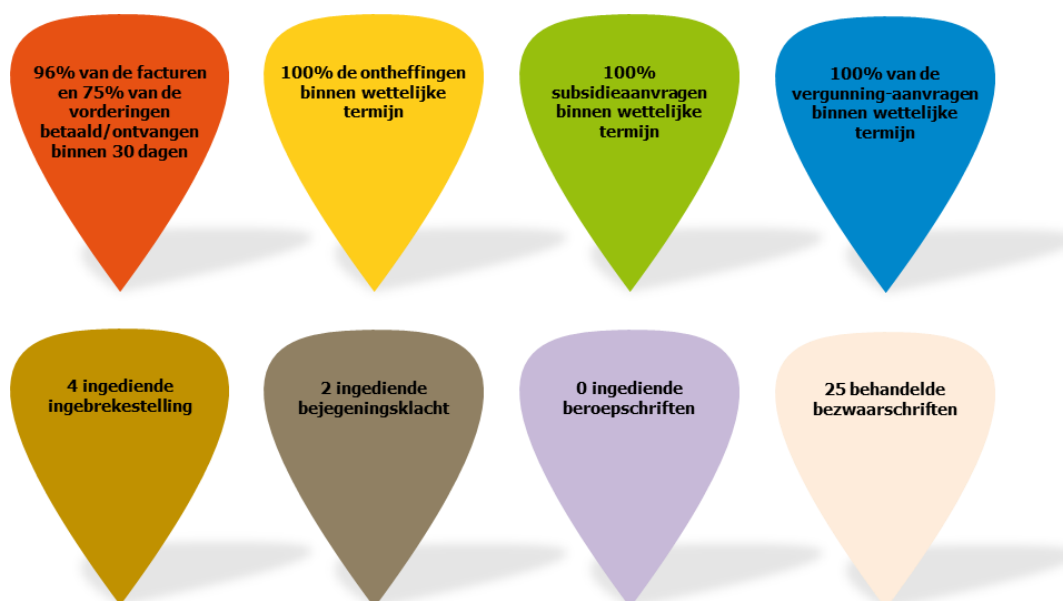 96% van de facturen
en 75% van de
vorderingen
betaald/ontvangen
binnen 30 dagen
100% de ontheffingen
binnen wettelijke
termijn
100%
subsidieaanvragen
binnen wettelijke
termijn
100% van de
vergunning-aanvragen
binnen wettelijke
termijn
4 ingediende
ingebrekestelling
2 ingediende
bejegeningsklacht
0 ingediende
beroepschriften
25 behandelde
bezwaarschriften